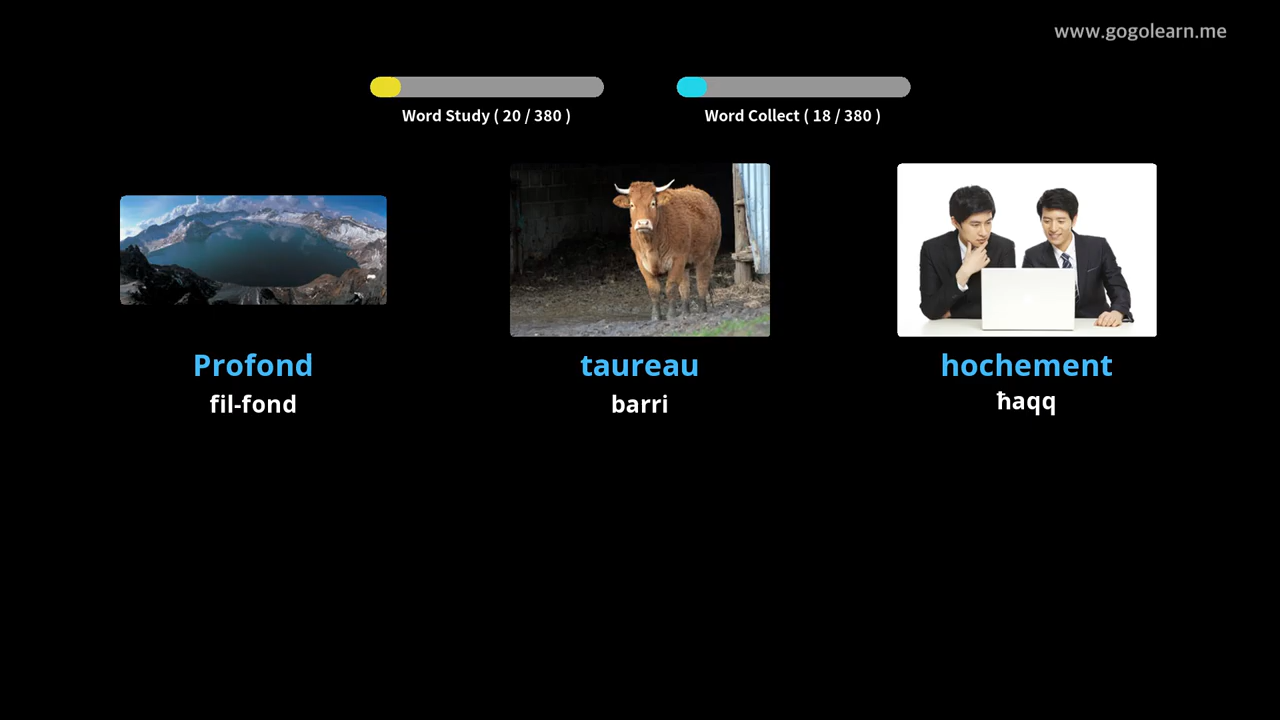 www.gogolearn.me
Word Study ( 20 / 380 )
Word Collect ( 18 / 380 )
Profond
taureau
hochement
fil-fond
barri
ħaqq